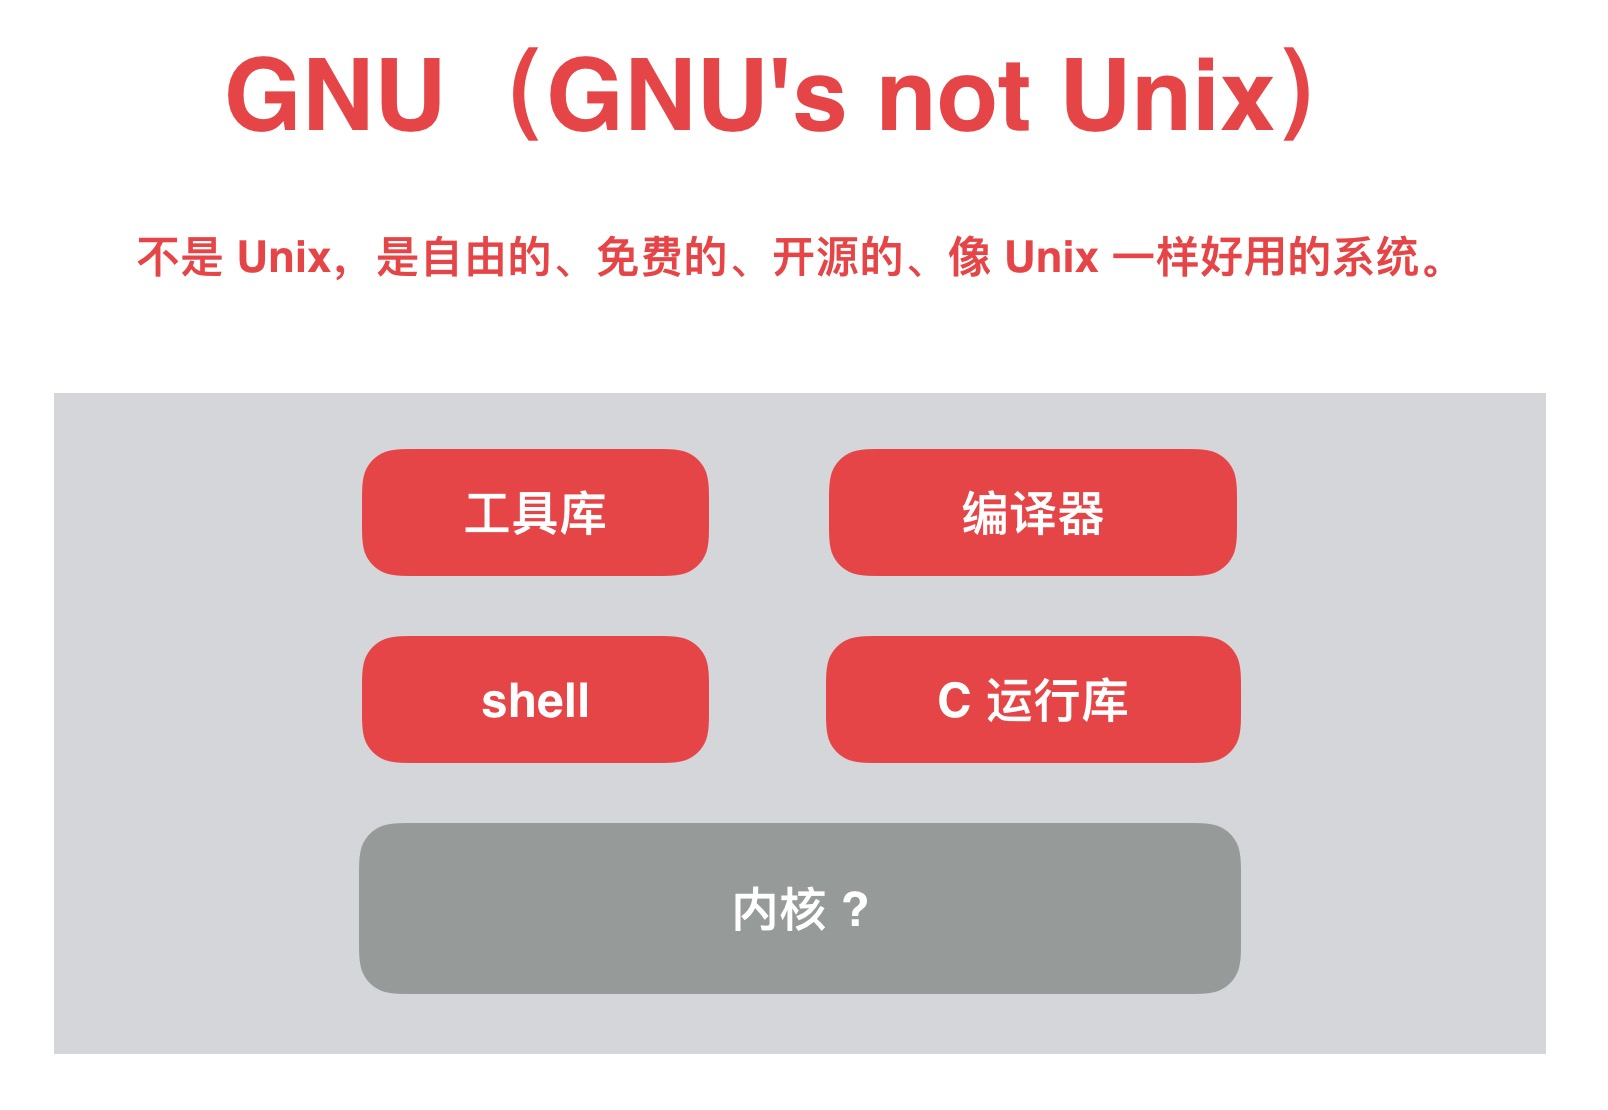 GNU（GNU's not Unix）
不是 Unix，是自由的、免费的、开源的、像 Unix 一样好用的系统。
工具库 编译器
shell C 运行库
内核 ?